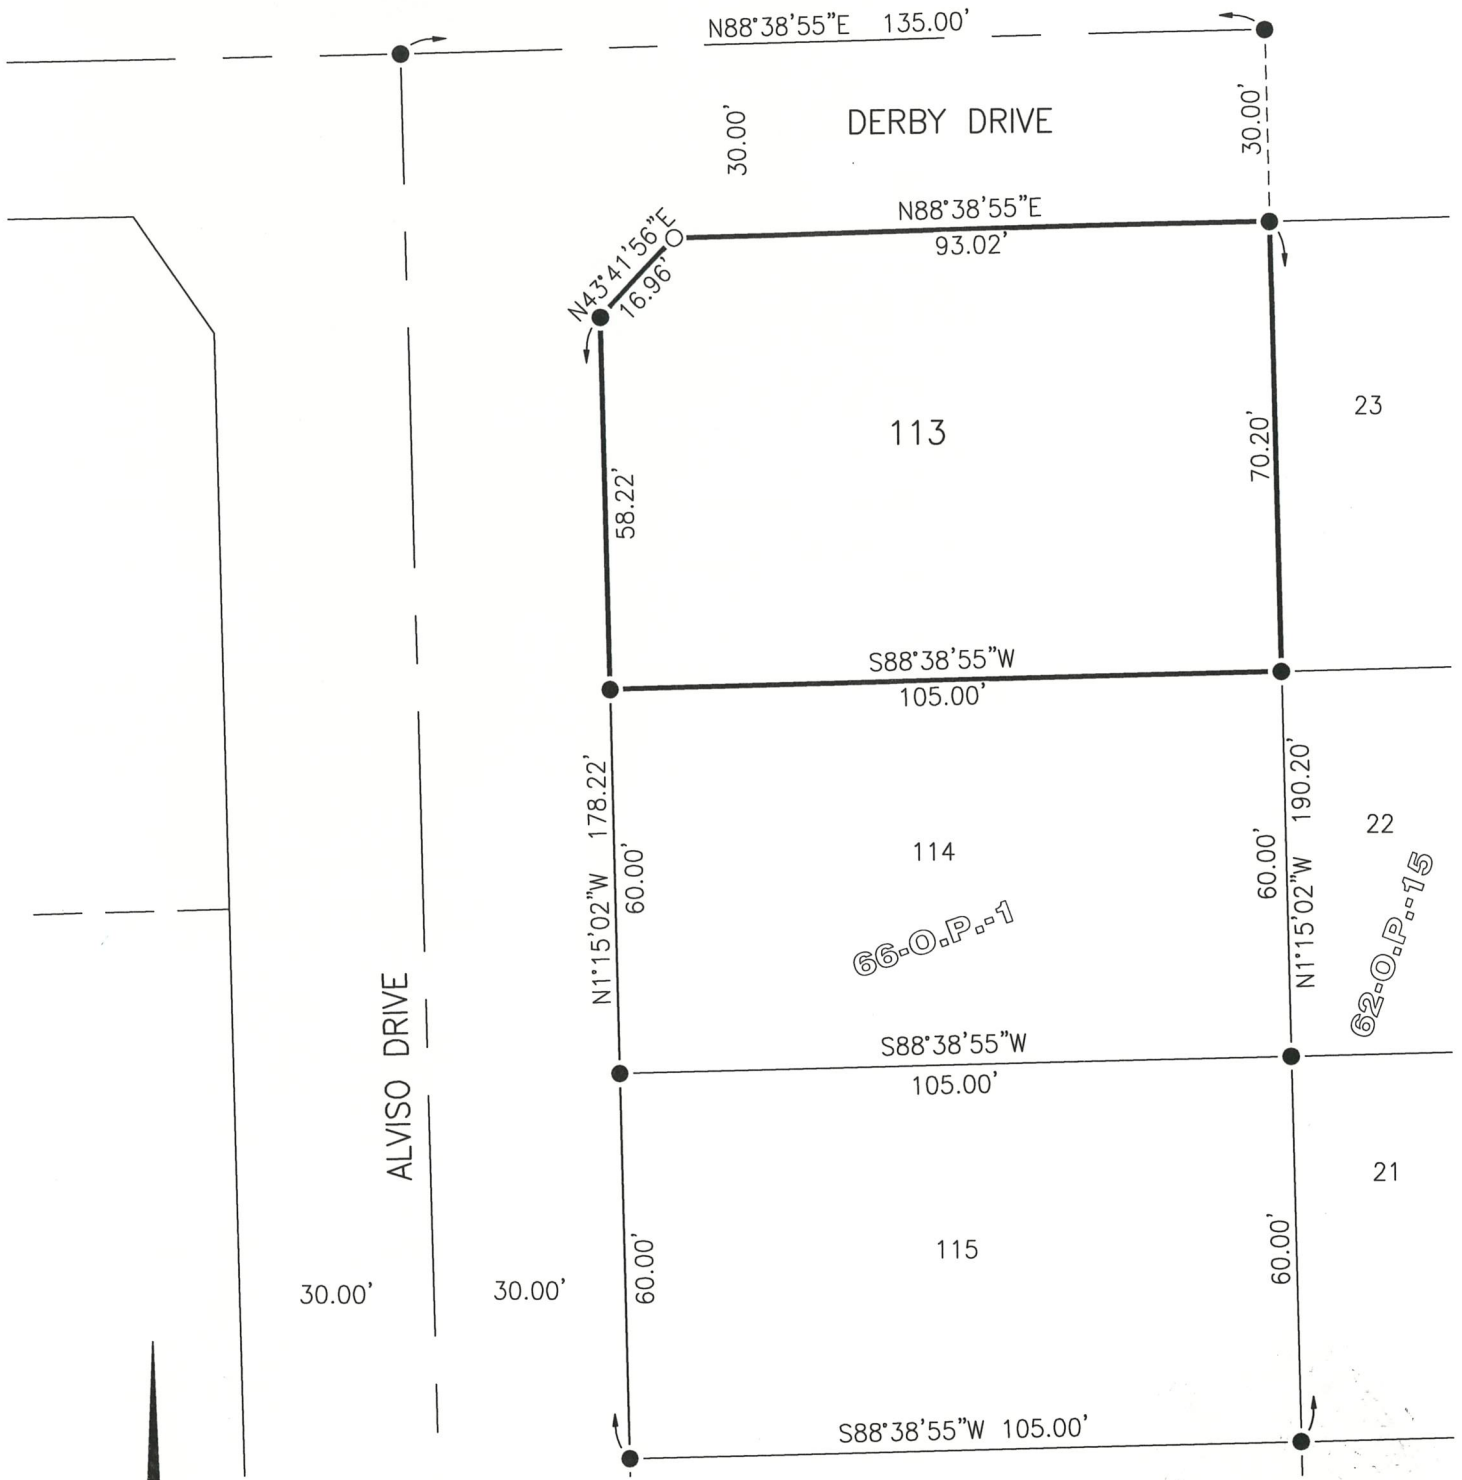 N88°38'55"E 135.00'
30.00'
DERBY DRIVE
30.00'
N88°38'55"E
93.02'
N43°41'56"E
16.96'
113
23
58.22'
70.20'
S88°38'55"W
105.00'
N1°15'02"W 178.22'
60.00'
114
60.00'
N1°15'02"W 190.20'
22
66-O.P.-1
62-O.P.-15
ALVISO DRIVE
S88°38'55"W
105.00'
21
115
60.00'
60.00'
30.00'
30.00'
S88°38'55"W 105.00'